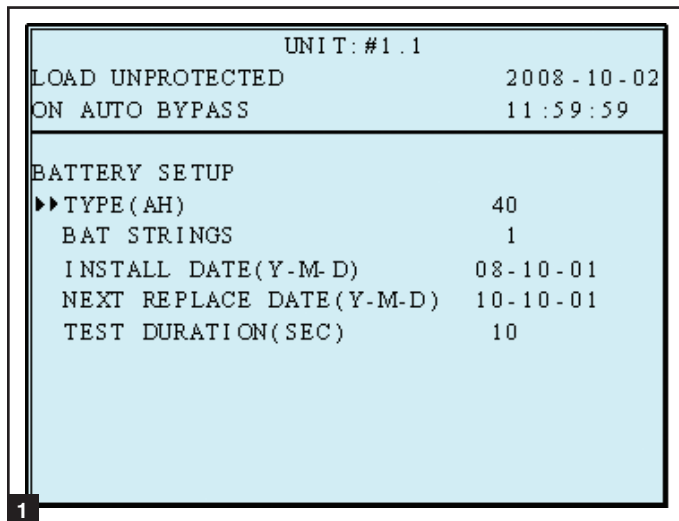 UNIT:#1.1
LOAD UNPROTECTED 2008-10-02
ON AUTO BYPASS 11:59:59
BATTERY SETUP
▶▶TYPE(AH) 40
BAT STRINGS 1
INSTALL DATE(Y-M-D) 08-10-01
NEXT REPLACE DATE(Y-M-D) 10-10-01
TEST DURATION(SEC) 10
1